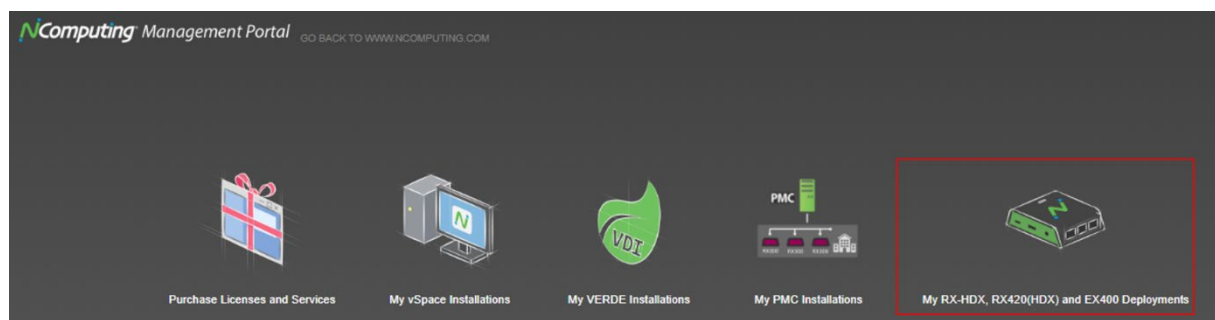 NComputing Management Portal GO BACK TO WWW.NCOMPUTING.COM
PMC
N
VDI
N
RX300 RX300 RX300
Purchase Licenses and Services
My vSpace Installations
My VERDE Installations
My PMC Installations
My RX-HDX, RX420(HDX) and EX400 Deployments